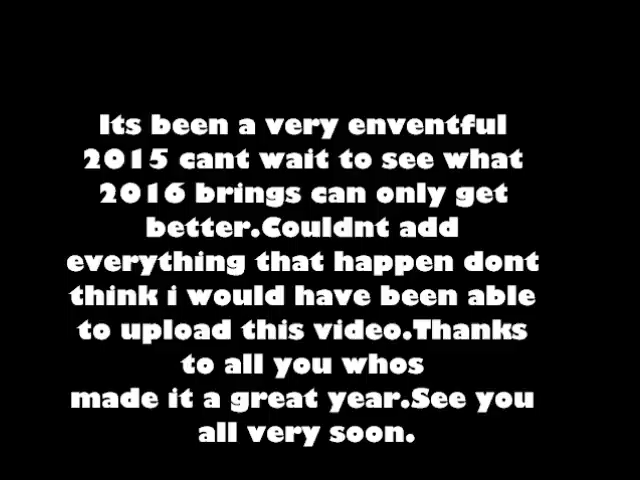 Its been a very enventful
2015 cant wait to see what
2016 brings can only get
better.Couldnt add
everything that happen dont
think i would have been able
to upload this video.Thanks
to all you whos
made it a great year.See you
all very soon.